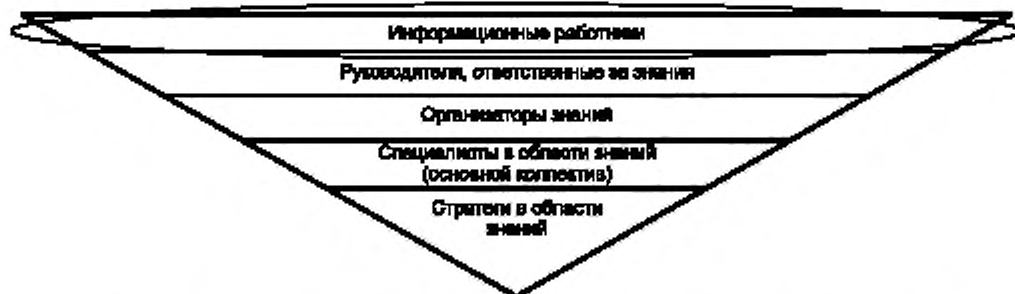 Информационные работники
Руководители, ответственные за знания
Организаторы знаний
Специалисты в области знаний
(основной коллектив)
Стратеги в области
знаний